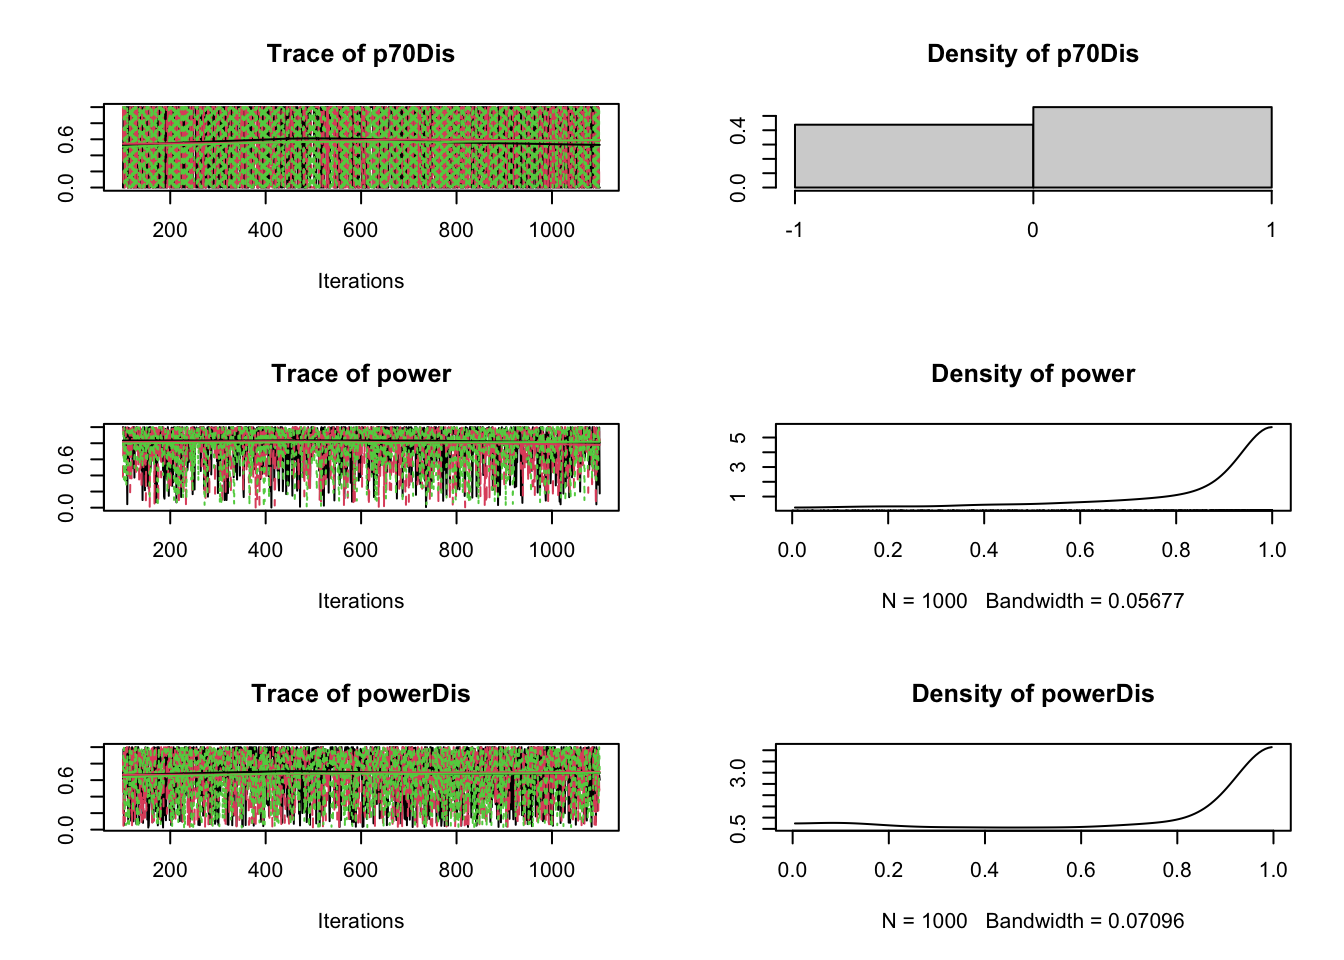 Trace of p70Dis
0.6
0.0
200 400 600 800 1000
Iterations
Density of p70Dis
0.4
0.0
-1 0 1
Trace of power
0.6
0.0
200 400 600 800 1000
Iterations
Density of power
5
3
1
0.0 0.2 0.4 0.6 0.8 1.0
N = 1000 Bandwidth = 0.05677
Trace of powerDis
0.6
0.0
200 400 600 800 1000
Iterations
Density of powerDis
3.0
0.5
0.0 0.2 0.4 0.6 0.8 1.0
N = 1000 Bandwidth = 0.07096